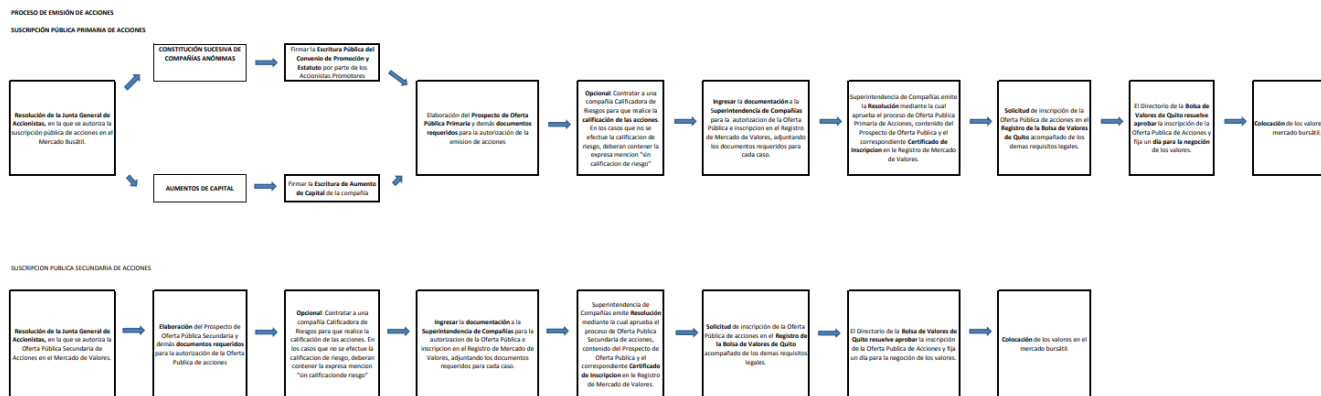 PROCESO DE EMISIÓN DE ACCIONES
SUSCRIPCIÓN PÚBLICA PRIMARIA DE ACCIONES
Resolución de la Junta General de
Accionistas, en la que se autoriza la
suscripción pública de acciones en el
Mercado Busátil.
CONSTITUCIÓN SUCESIVA DE
COMPAÑÍAS ANÓNIMAS
Firmar la Escritura Pública del
Convenio de Promoción y
Estatuto por parte de los
Accionistas Promotores
AUMENTOS DE CAPITAL
Firmar la Escritura de Aumento
de Capital de la compañía
Elaboración del Prospecto de Oferta
Pública Primaria y demás documentos
requeridos para la autorización de la
emision de acciones
Opcional: Contratar a una
compañía Calificadora de
Riesgos para que realice la
calificación de las acciones.
En los casos que no se
efectue la calificacion de
riesgo, deberan contener la
expresa mencion "sin
calificacion de riesgo"
Ingresar la documentación a la
Superintendencia de Compañías
para la autorizacion de la Oferta
Pública e inscripcion en el Registro
de Mercado de Valores, adjuntando
los documentos requeridos para
cada caso.
Superintendencia de Compañías emite
la Resolución mediante la cual
aprueba el proceso de Oferta Publica
Primaria de Acciones, contenido del
Prospecto de Oferta Publica y el
correspondiente Certificado de
Inscripcion en le Registro de Mercado
de Valores.
Solicitud de inscripción de la
Oferta Pública de acciones en el
Registro de la Bolsa de Valores
de Quito acompañado de los
demas requisitos legales.
El Directorio de la Bolsa de
Valores de Quito resuelve
aprobar la inscripción de la
Oferta Publica de Acciones y
fija un día para la negoción
de los valores.
Colocación de los valores
mercado bursátil.
SUSCRIPCION PUBLICA SECUNDARIA DE ACCIONES
Resolución de la Junta General de
Accionistas, en la que se autoriza la
Oferta Pública Secundaria de
Acciones en el Mercado de Valores.
Elaboración del Prospecto de
Oferta Pública Secundaria y
demás documentos requeridos
para la autorización de la Oferta
Publica de acciones
Opcional: Contratar a una
compañía Calificadora de
Riesgos para que realice la
calificación de las acciones. En
los casos que no se efectue la
calificacion de riesgo, deberan
contener la expresa mencion
"sin calificacionde riesgo"
Ingresar la documentación a la
Superintendencia de Compañías para la
autorizacion de la Oferta Pública e
inscripcion en el Registro de Mercado de
Valores, adjuntando los documentos
requeridos para cada caso.
Superintendencia de
Compañías emite Resolución
mediante la cual aprueba el
proceso de Oferta Publica
Secundaria de acciones,
contenido del Prospecto de
Oferta Publica y el
correspondiente Certificado
de Inscripcion en le Registro
de Mercado de Valores.
Solicitud de inscripción de la Oferta
Pública de acciones en el Registro de
la Bolsa de Valores de Quito
acompañado de los demas requisitos
legales.
El Directorio de la Bolsa de Valores de
Quito resuelve aprobar la inscripción
de la Oferta Publica de Acciones y fija
un día para la negoción de los valores.
Colocación de los valores en el
mercado bursátil.